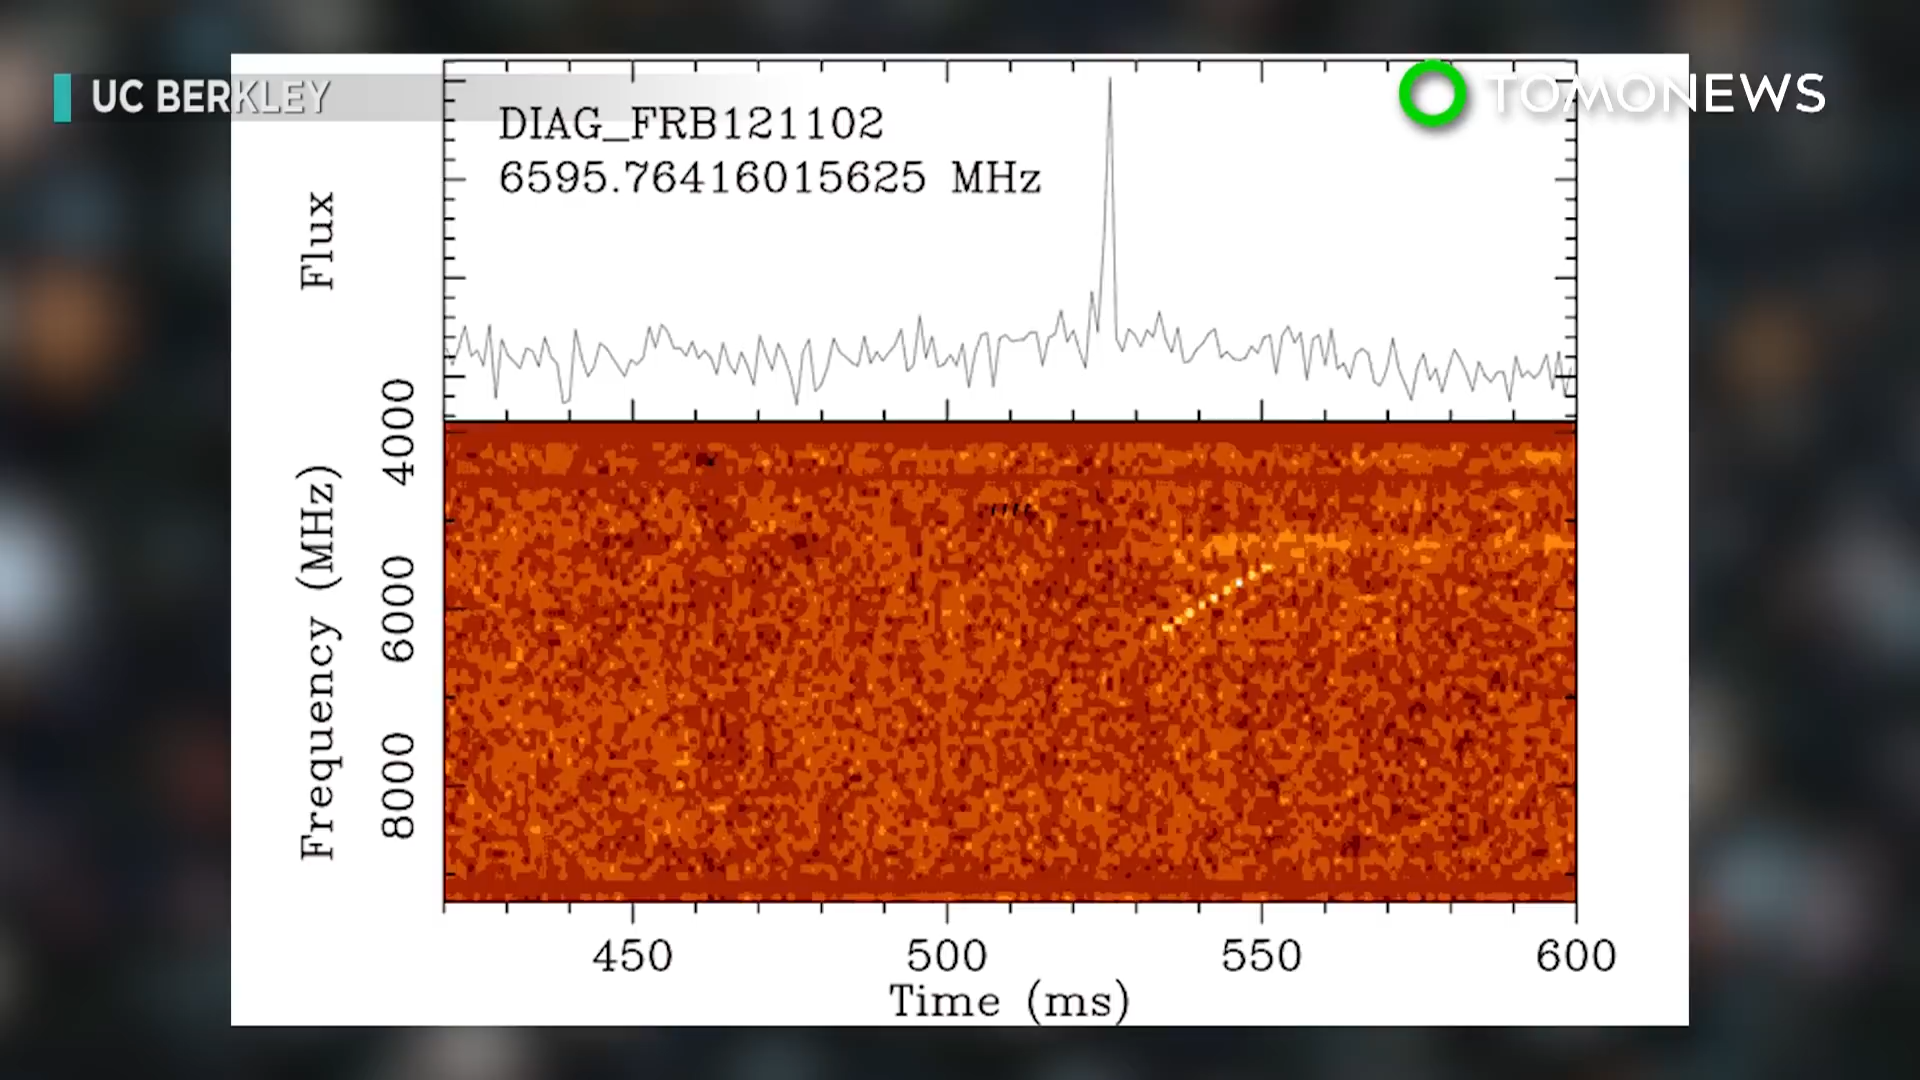 UC BERKLEY
TOMONEWS
DIAG_FRB121102
6595.76416015625 MHz
Flux
4000
6000
8000
Frequency (MHz)
450 500 550 600
Time (ms)